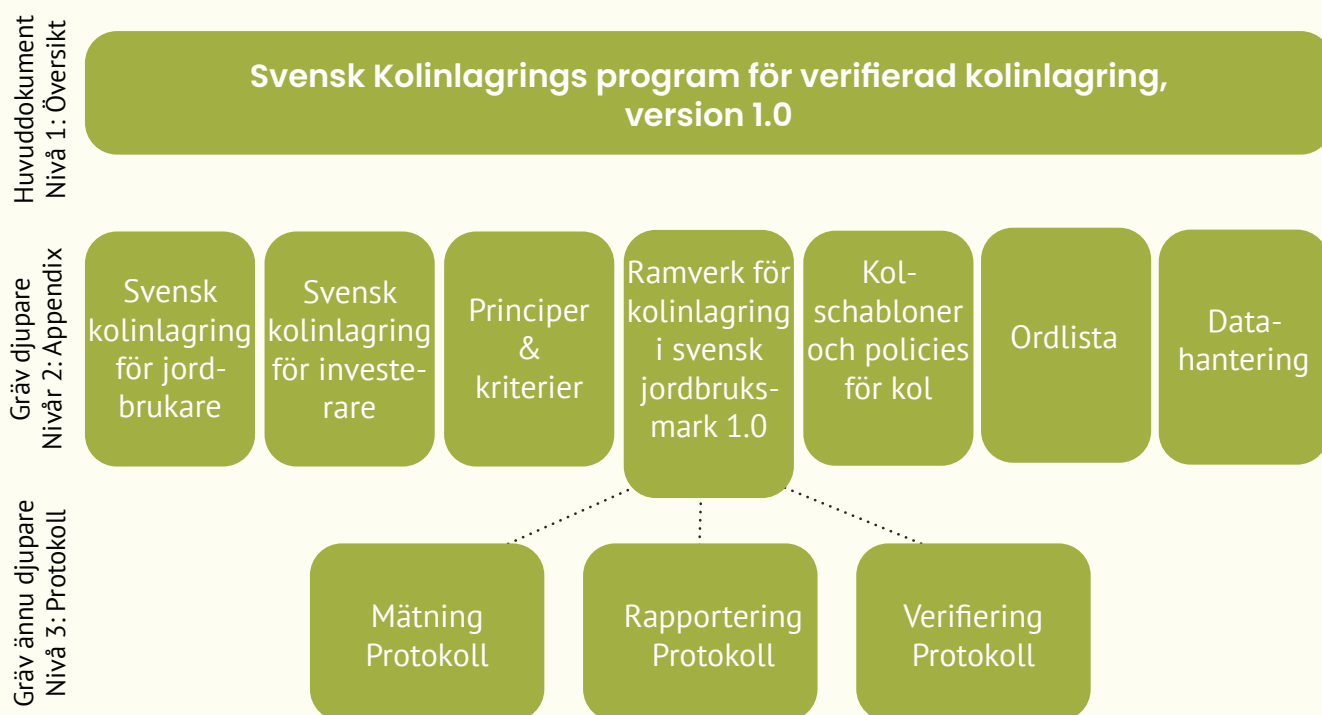 Huvuddokument
Nivå 1: Översikt
Svensk Kolinlagrings program för verifierad kolinlagring,
version 1.0
Gräv djupare
Nivår 2: Appendix
Svensk
kolinlagring
för jord-
brukare
Svensk
kolinlagring
för investe-
rare
Principer
&
kriterier
Ramverk för
kolinlagring
i svensk
jordbruks-
mark 1.0
Kol-
schabloner
och policies
för kol
Ordlista
Data-
hantering
Gräv ännu djupare
Nivå 3: Protokoll
Mätning
Protokoll
Rapportering
Protokoll
Verifiering
Protokoll